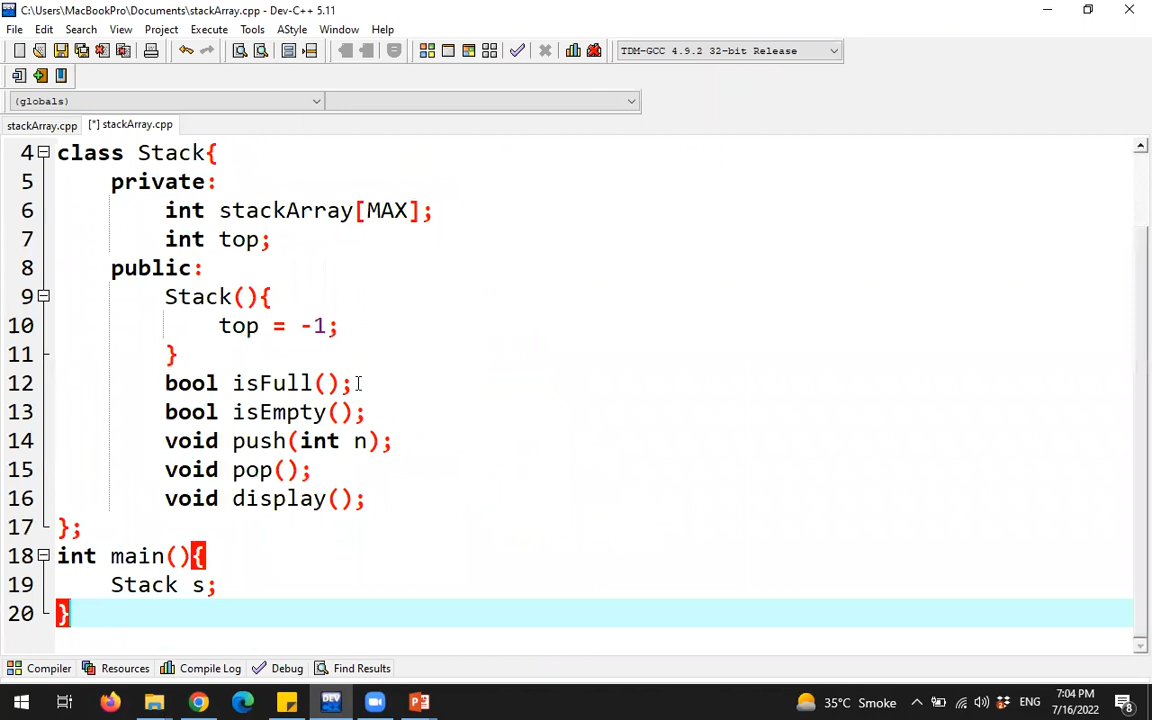 C:\Users\MacBookPro\Documents\stackArray.cpp - Dev-C++ 5.11
File Edit Search View Project Execute Tools AStyle Window Help
TDM-GCC 4.9.2 32-bit Release
(globals)
stackArray.cpp [*] stackArray.cpp
4 class Stack{
5 private:
6 int stackArray[MAX];
7 int top;
8 public:
9 Stack(){
10 top = -1;
11 }
12 bool isFull();
13 bool isEmpty();
14 void push(int n);
15 void pop();
16 void display();
17 };
18 int main(){
19 Stack s;
20 }
Compiler Resources Compile Log Debug Find Results
DEV 35°C Smoke ENG 7:04 PM
7/16/2022 8